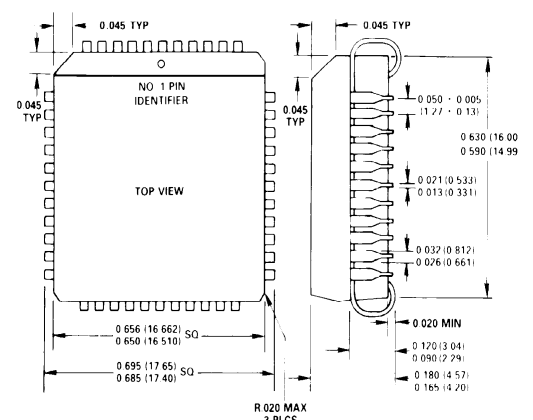 0.045 TYP
0.045 TYP
NO 1 PIN
IDENTIFIER
0.045
TYP
0.045
TYP
0.050 · 0.005
(1.27 · 0.13)
0 630 (16 00
0 590 (14 99
TOP VIEW
0.021 (0 533)
0 013 (0 331)
0 032 (0 812)
0 026 (0 661)
0 020 MIN
0 656 (16 662)
0 650 (16 510)
SQ
0 120 (3 04)
0 090 (2 29)
0 695 (17 65)
0 685 (17.40)
SQ
0 180 (4 57)
0 165 (4 20)
R 020 MAX
3 PLCS